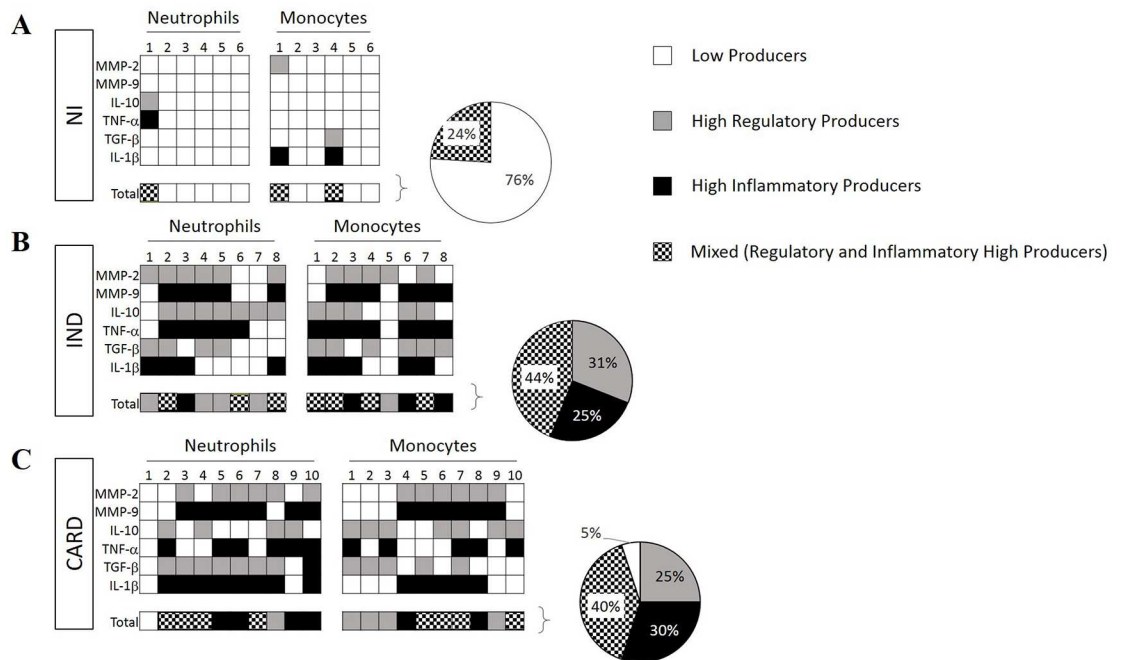 A
NI
Neutrophils
Monocytes
1 2 3 4 5 6
1 2 3 4 5 6
MMP-2
MMP-9
IL-10
TNF-α
TGF-β
IL-1β
Total
24%
76%
Low Producers
High Regulatory Producers
High Inflammatory Producers
Mixed (Regulatory and Inflammatory High Producers)
B
IND
Neutrophils
Monocytes
1 2 3 4 5 6 7 8
1 2 3 4 5 6 7 8
MMP-2
MMP-9
IL-10
TNF-α
TGF-β
IL-1β
Total
44%
31%
25%
C
CARD
Neutrophils
Monocytes
1 2 3 4 5 6 7 8 9 10
1 2 3 4 5 6 7 8 9 10
MMP-2
MMP-9
IL-10
TNF-α
TGF-β
IL-1β
Total
5%
25%
40%
30%